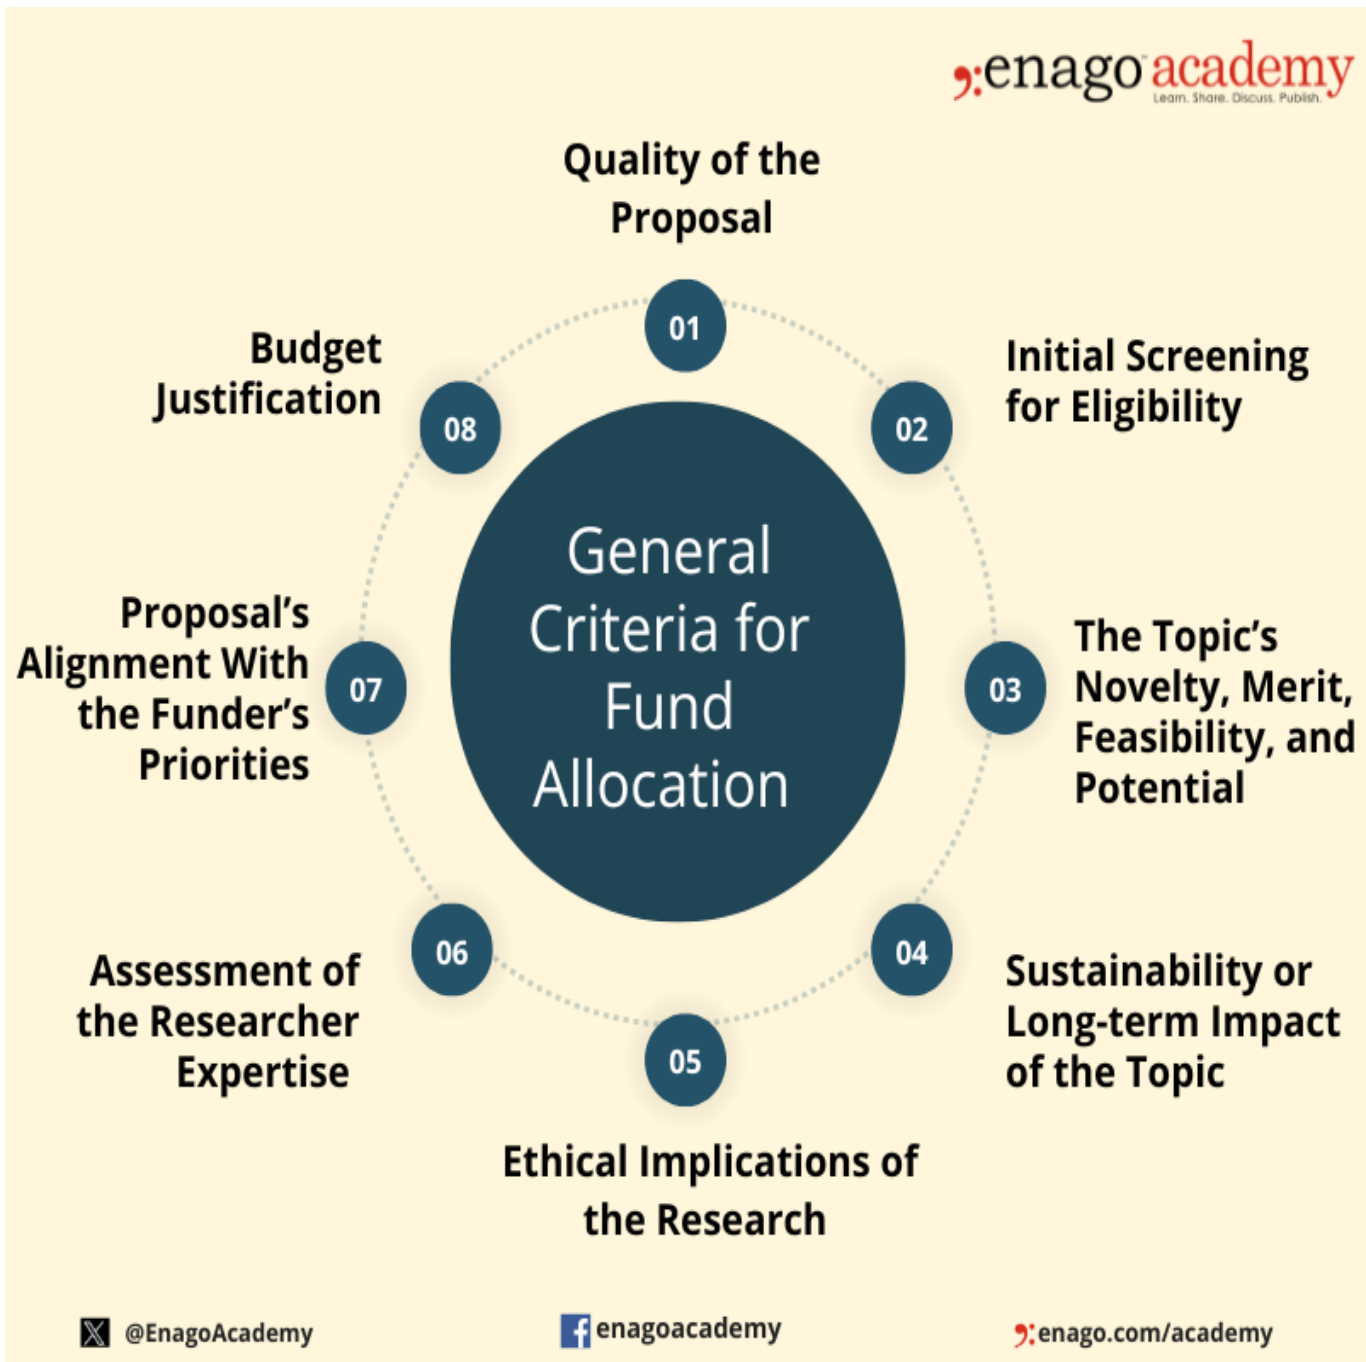 enago academy
Learn. Share. Discuss. Publish.
Quality of the
Proposal
01
Initial Screening
for Eligibility
02
The Topic’s
Novelty, Merit,
Feasibility, and
Potential
03
Sustainability or
Long-term Impact
of the Topic
04
Ethical Implications of
the Research
05
Assessment of
the Researcher
Expertise
06
Proposal’s
Alignment With
the Funder’s
Priorities
07
Budget
Justification
08
General
Criteria for
Fund
Allocation
@EnagoAcademy
enagoacademy
enago.com/academy